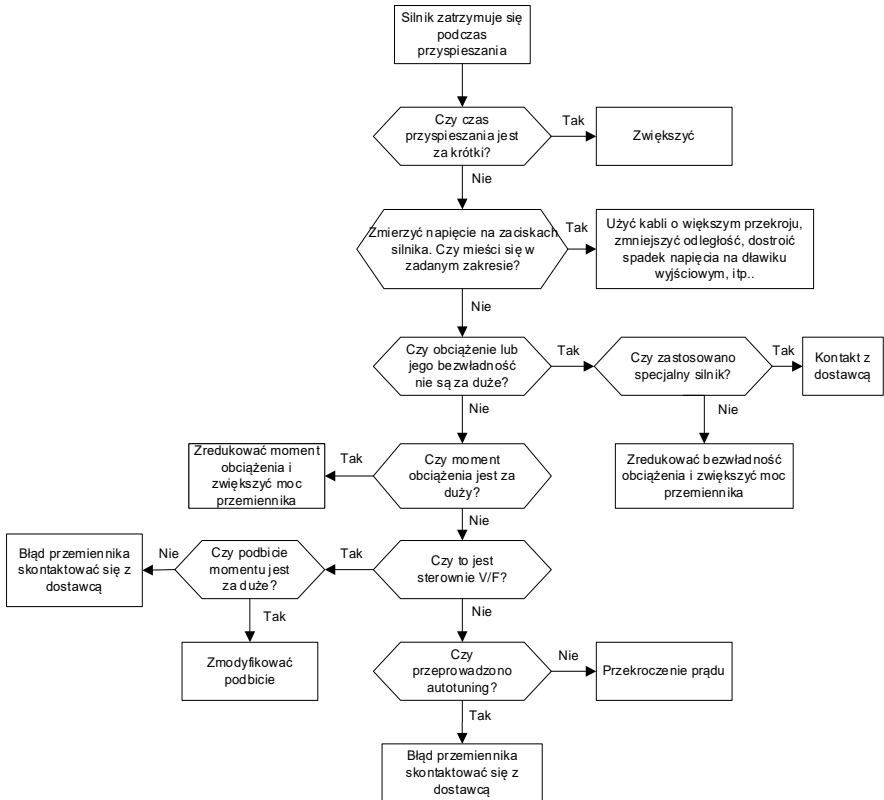 Silnik zatrzymuje się
podczas
przyspieszania
Czy czas
przyspieszania jest
za krótki?
Tak
Zwiększyć
Nie
Zmierzyć napięcie na zaciskach
silnika. Czy mieści się w
zadanym zakresie?
Tak
Użyć kabli o większym przekroju,
zmniejszyć odległość, dostroić
spadek napięcia na dławiku
wyjściowym, itp..
Nie
Czy obciążenie lub
jego bezwładność
nie są za duże?
Tak
Czy zastosowano
specjalny silnik?
Tak
Kontakt z
dostawcą
Nie
Nie
Zredukować moment
obciążenia i
zwiększyć moc
przemiennika
Tak
Czy moment
obciążenia jest za
duży?
Zredukować bezwładność
obciążenia i zwiększyć moc
przemiennika
Nie
Błąd przemiennika
skontaktować się z
dostawcą
Nie
Czy podbicie
momentu jest
za duże?
Tak
Czy to jest
sterownie V/F?
Tak
Nie
Zmodyfikować
podbicie
Czy
przeprowadzono
autotuning?
Nie
Przekroczenie prądu
Tak
Błąd przemiennika
skontaktować się z
dostawcą